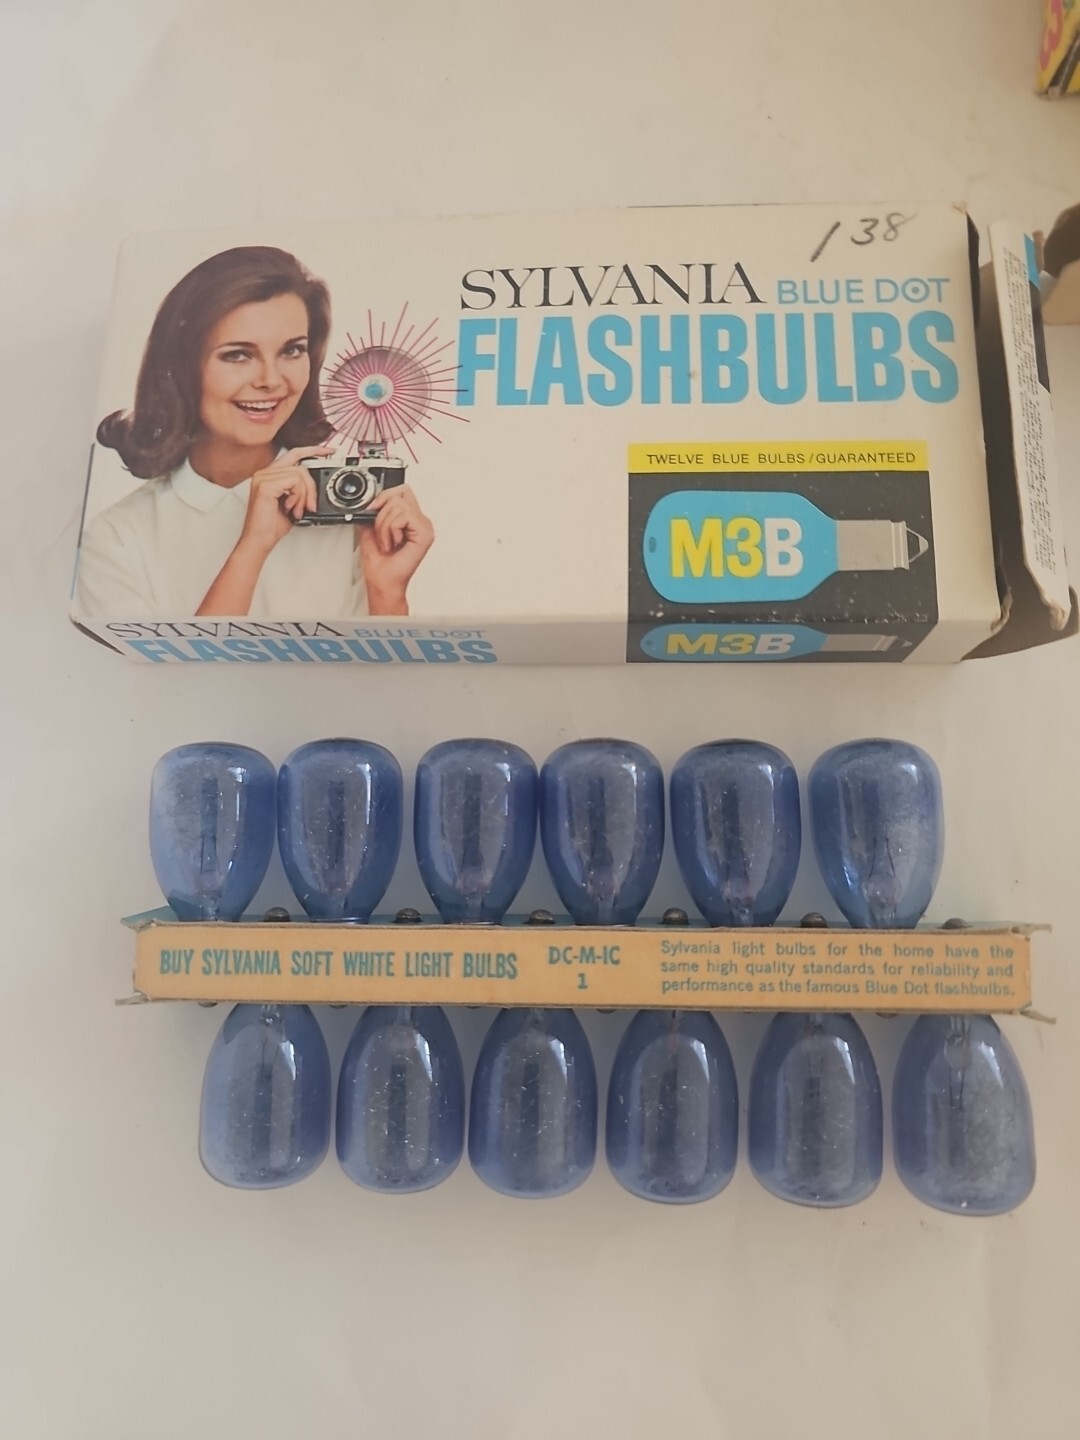 138
SYLVANIA BLUE DOT
FLASHBULBS
TWELVE BLUE BULBS/GUARANTEED
M3B
SYLVANIA BLUE DOT
FLASHBULBS
M3B
BUY SYLVANIA SOFT WHITE LIGHT BULBS
DC-M-IC
1
Sylvania light bulbs for the home have the
same high quality standards for reliability and
performance as the famous Blue Dot flashbulbs.